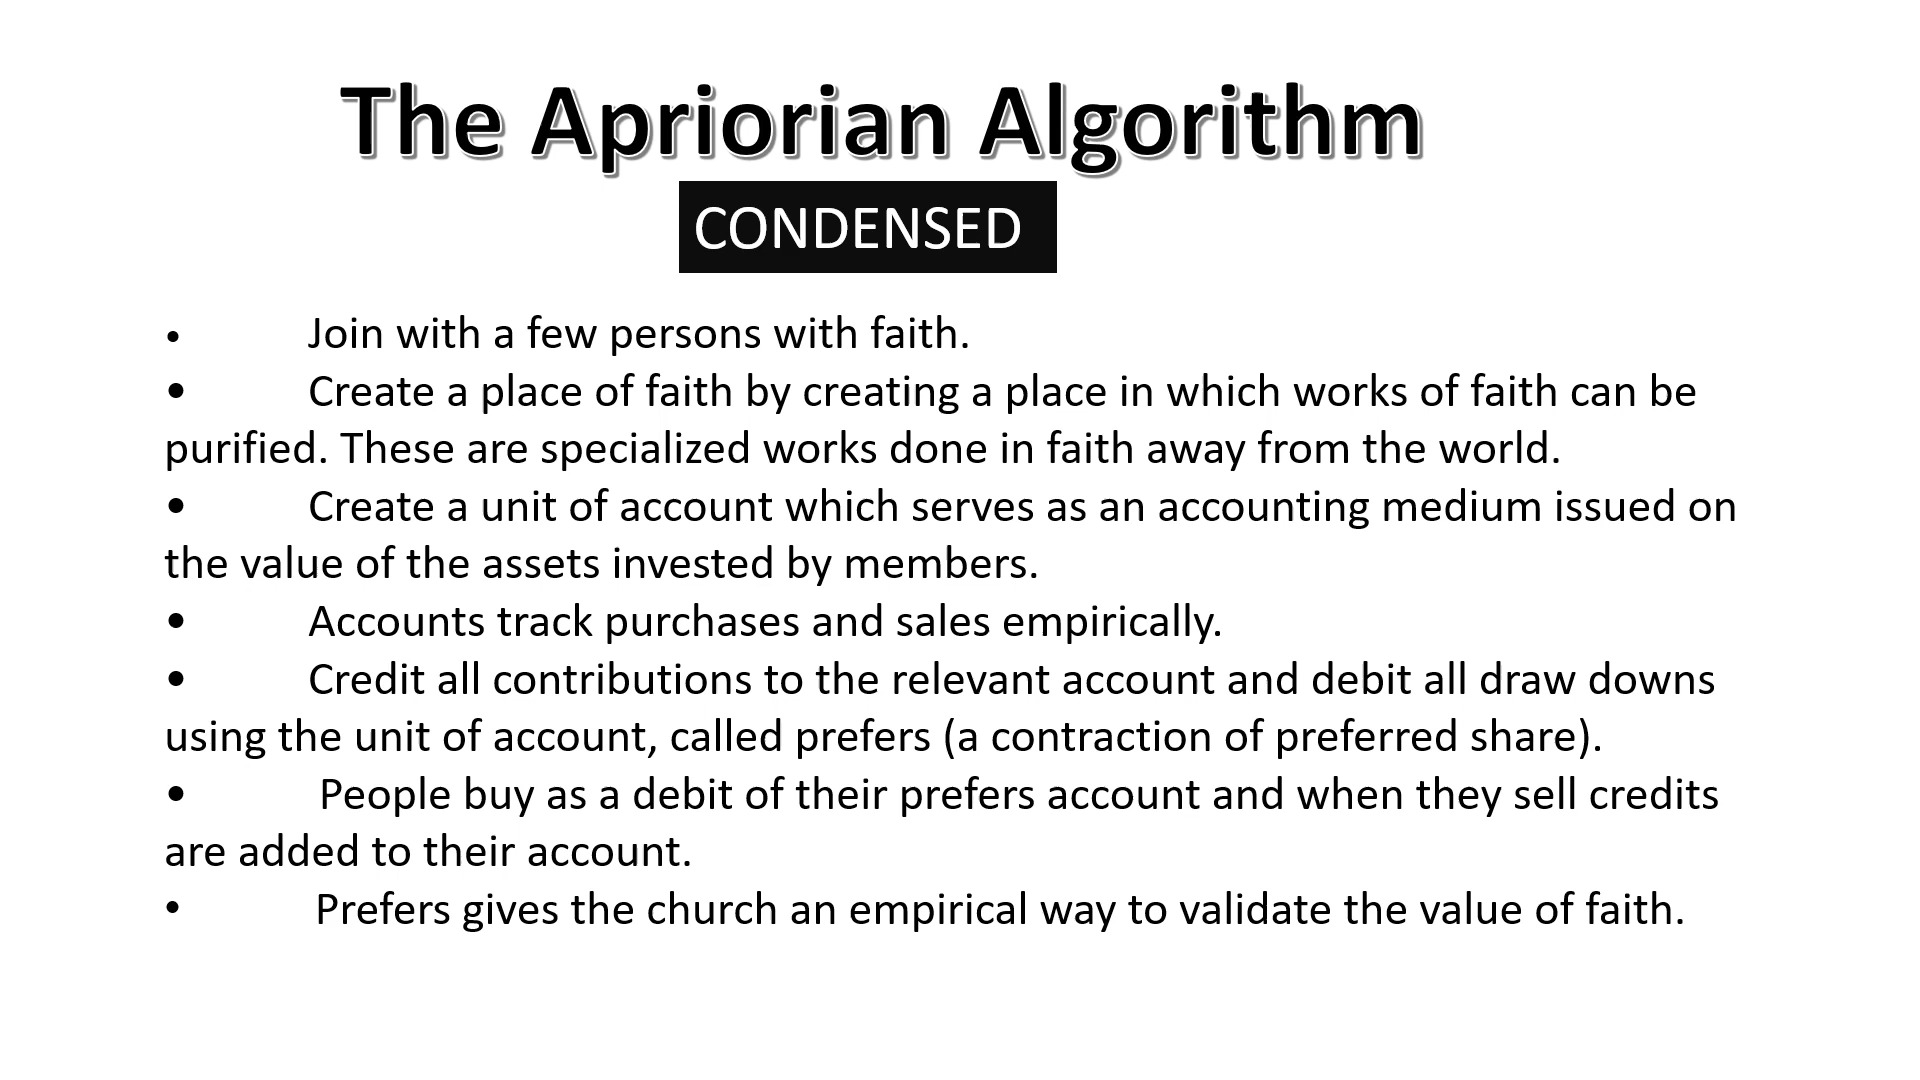 The Apriorian Algorithm
CONDENSED
• Join with a few persons with faith.
• Create a place of faith by creating a place in which works of faith can be
purified. These are specialized works done in faith away from the world.
• Create a unit of account which serves as an accounting medium issued on
the value of the assets invested by members.
• Accounts track purchases and sales empirically.
• Credit all contributions to the relevant account and debit all draw downs
using the unit of account, called prefers (a contraction of preferred share).
• People buy as a debit of their prefers account and when they sell credits
are added to their account.
• Prefers gives the church an empirical way to validate the value of faith.